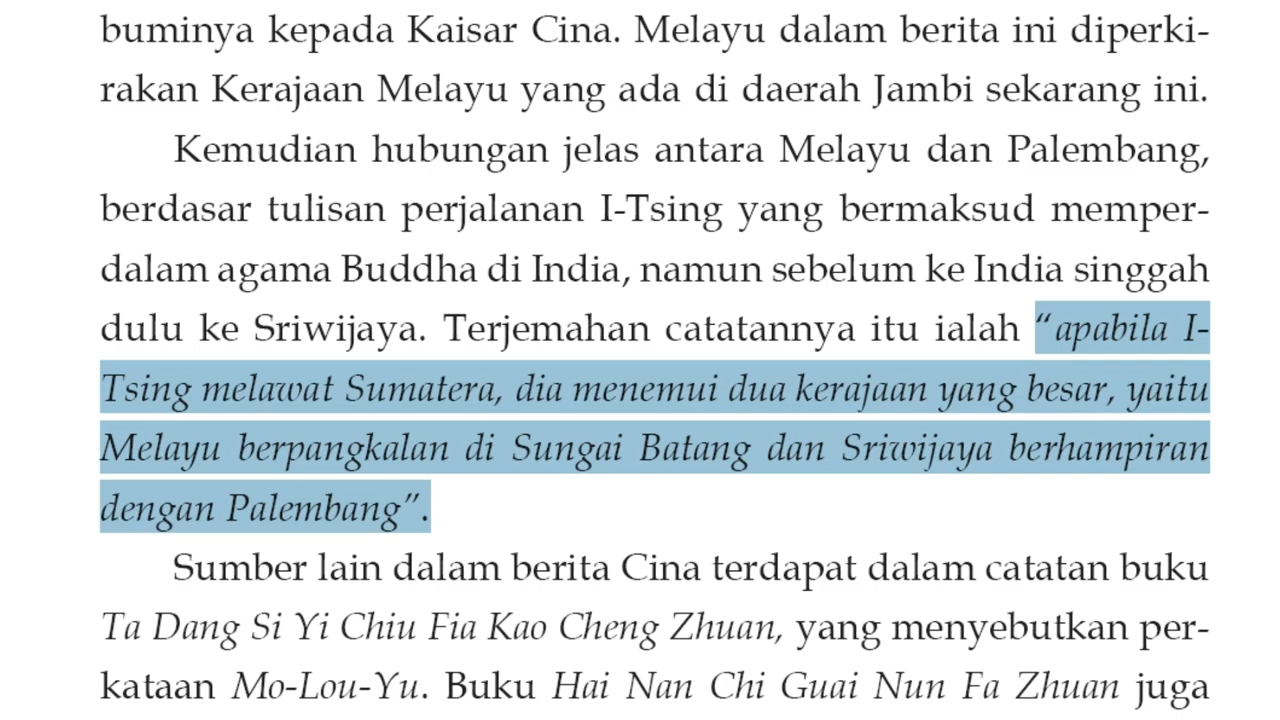 buminya kepada Kaisar Cina. Melayu dalam berita ini diperki-
rakan Kerajaan Melayu yang ada di daerah Jambi sekarang ini.
Kemudian hubungan jelas antara Melayu dan Palembang,
berdasar tulisan perjalanan I-Tsing yang bermaksud memper-
dalam agama Buddha di India, namun sebelum ke India singgah
dulu ke Sriwijaya. Terjemahan catatannya itu ialah “apabila I-
Tsing melawat Sumatera, dia menemui dua kerajaan yang besar, yaitu
Melayu berpangkalan di Sungai Batang dan Sriwijaya berhampiran
dengan Palembang”.
Sumber lain dalam berita Cina terdapat dalam catatan buku
Ta Dang Si Yi Chiu Fia Kao Cheng Zhuan, yang menyebutkan per-
kataan Mo-Lou-Yu. Buku Hai Nan Chi Guai Nun Fa Zhuan juga